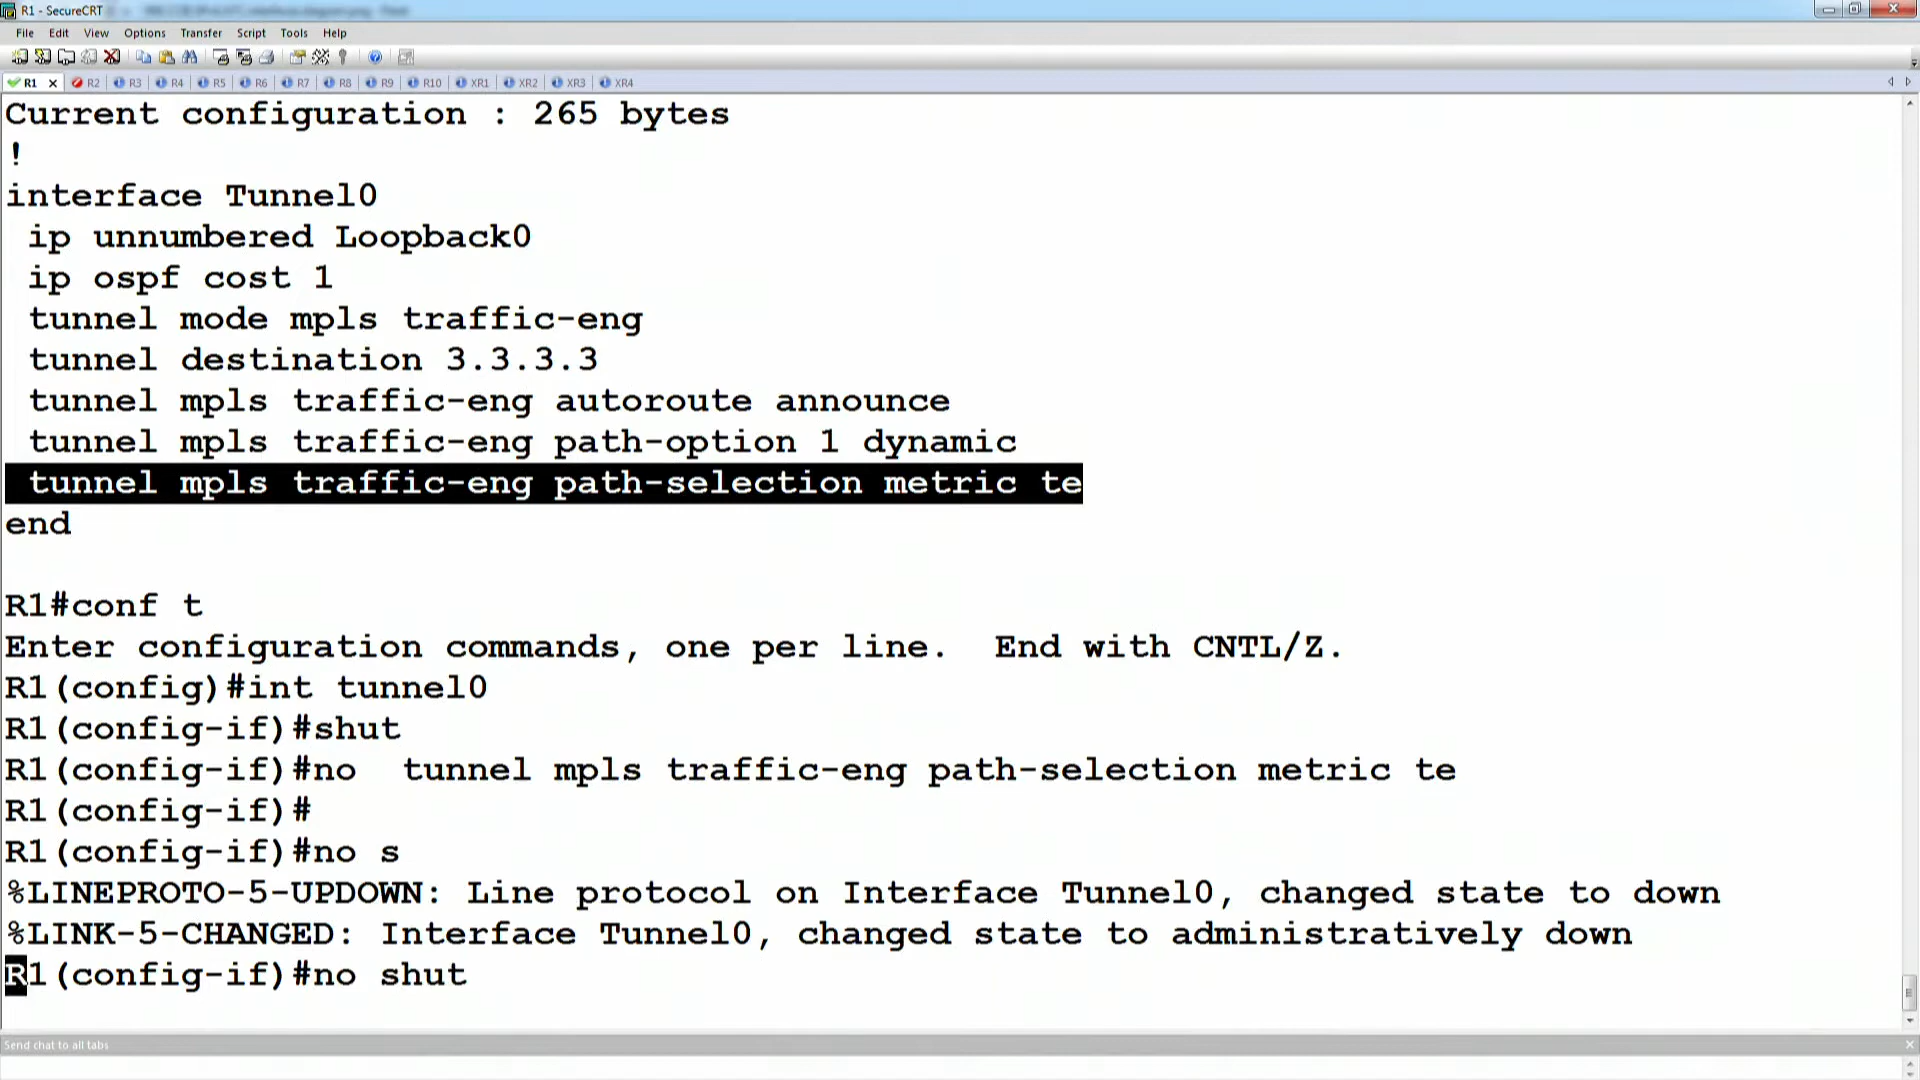 R1 - SecureCRT
File Edit View Options Transfer Script Tools Help
R1 R2 R3 R4 R5 R6 R7 R8 R9 R10 XR1 XR2 XR3 XR4
Current configuration : 265 bytes
!
interface Tunnel0
 ip unnumbered Loopback0
 ip ospf cost 1
 tunnel mode mpls traffic-eng
 tunnel destination 3.3.3.3
 tunnel mpls traffic-eng autoroute announce
 tunnel mpls traffic-eng path-option 1 dynamic
 tunnel mpls traffic-eng path-selection metric te
end
R1#conf t
Enter configuration commands, one per line.  End with CNTL/Z.
R1(config)#int tunnel0
R1(config-if)#shut
R1(config-if)#no  tunnel mpls traffic-eng path-selection metric te
R1(config-if)#
R1(config-if)#no s
%LINEPROTO-5-UPDOWN: Line protocol on Interface Tunnel0, changed state to down
%LINK-5-CHANGED: Interface Tunnel0, changed state to administratively down
R1(config-if)#no shut
Send chat to all tabs